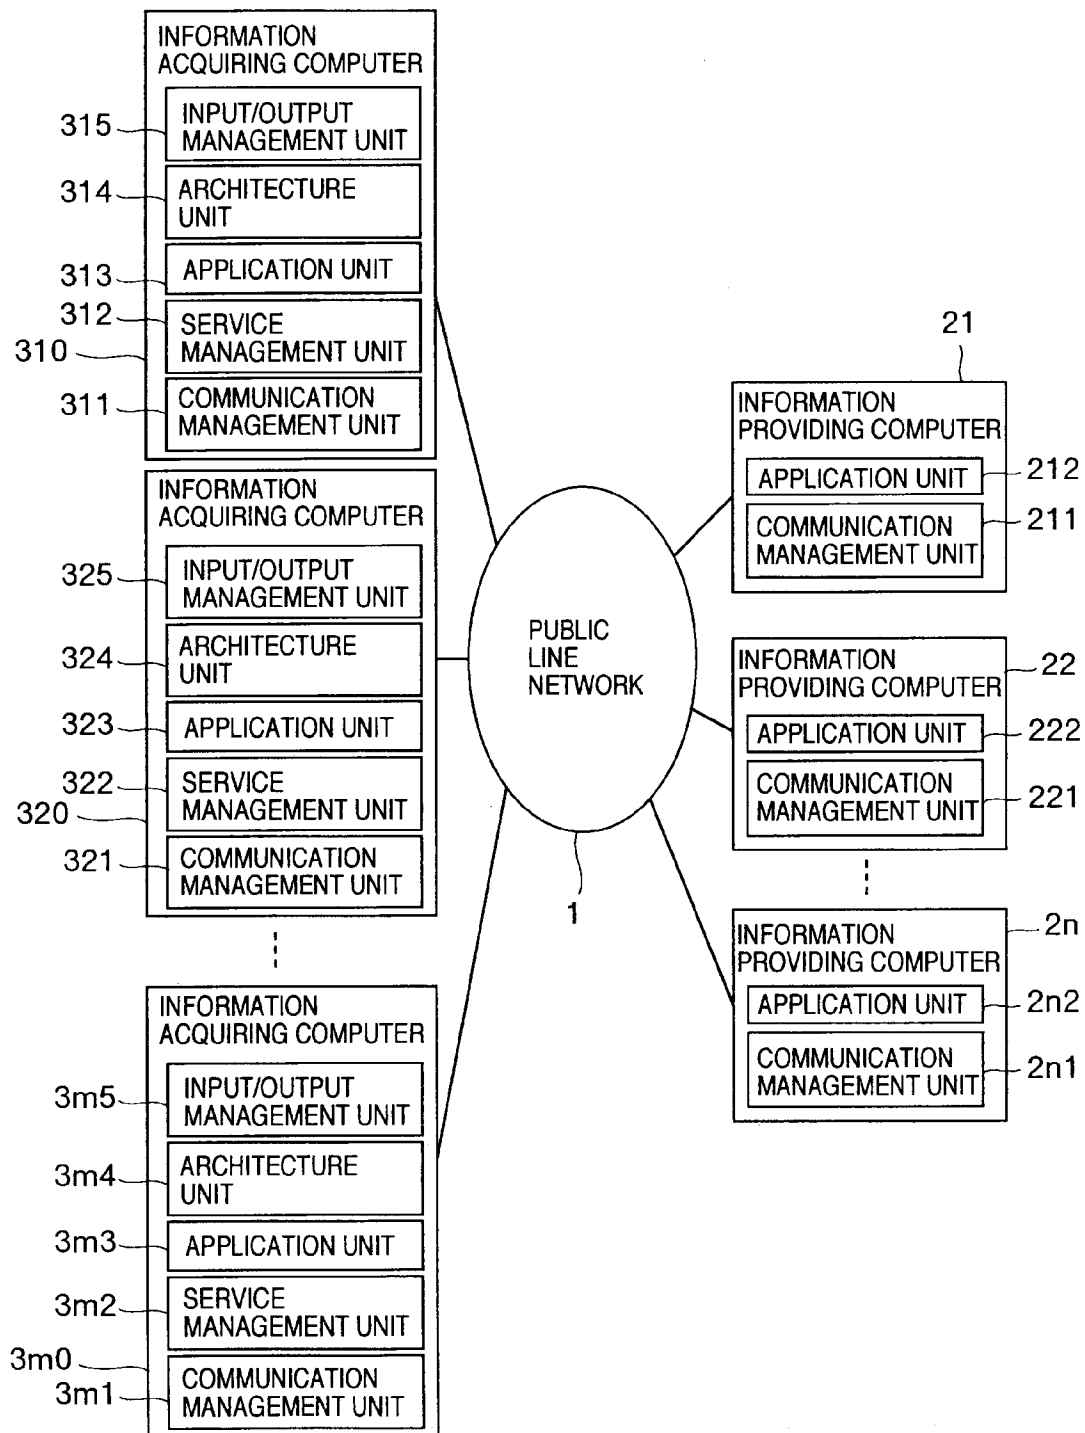 INFORMATION
ACQUIRING COMPUTER
315
INPUT/OUTPUT
MANAGEMENT UNIT
314
ARCHITECTURE
UNIT
313
APPLICATION UNIT
312
SERVICE
MANAGEMENT UNIT
310
311
COMMUNICATION
MANAGEMENT UNIT
INFORMATION
ACQUIRING COMPUTER
325
INPUT/OUTPUT
MANAGEMENT UNIT
324
ARCHITECTURE
UNIT
323
APPLICATION UNIT
322
SERVICE
MANAGEMENT UNIT
320
321
COMMUNICATION
MANAGEMENT UNIT
INFORMATION
ACQUIRING COMPUTER
3m5
INPUT/OUTPUT
MANAGEMENT UNIT
3m4
ARCHITECTURE
UNIT
3m3
APPLICATION UNIT
3m2
SERVICE
MANAGEMENT UNIT
3m0
3m1
COMMUNICATION
MANAGEMENT UNIT
PUBLIC
LINE
NETWORK
1
21
INFORMATION
PROVIDING COMPUTER
APPLICATION UNIT
212
COMMUNICATION
MANAGEMENT UNIT
211
INFORMATION
PROVIDING COMPUTER
22
APPLICATION UNIT
222
COMMUNICATION
MANAGEMENT UNIT
221
INFORMATION
PROVIDING COMPUTER
2n
APPLICATION UNIT
2n2
COMMUNICATION
MANAGEMENT UNIT
2n1